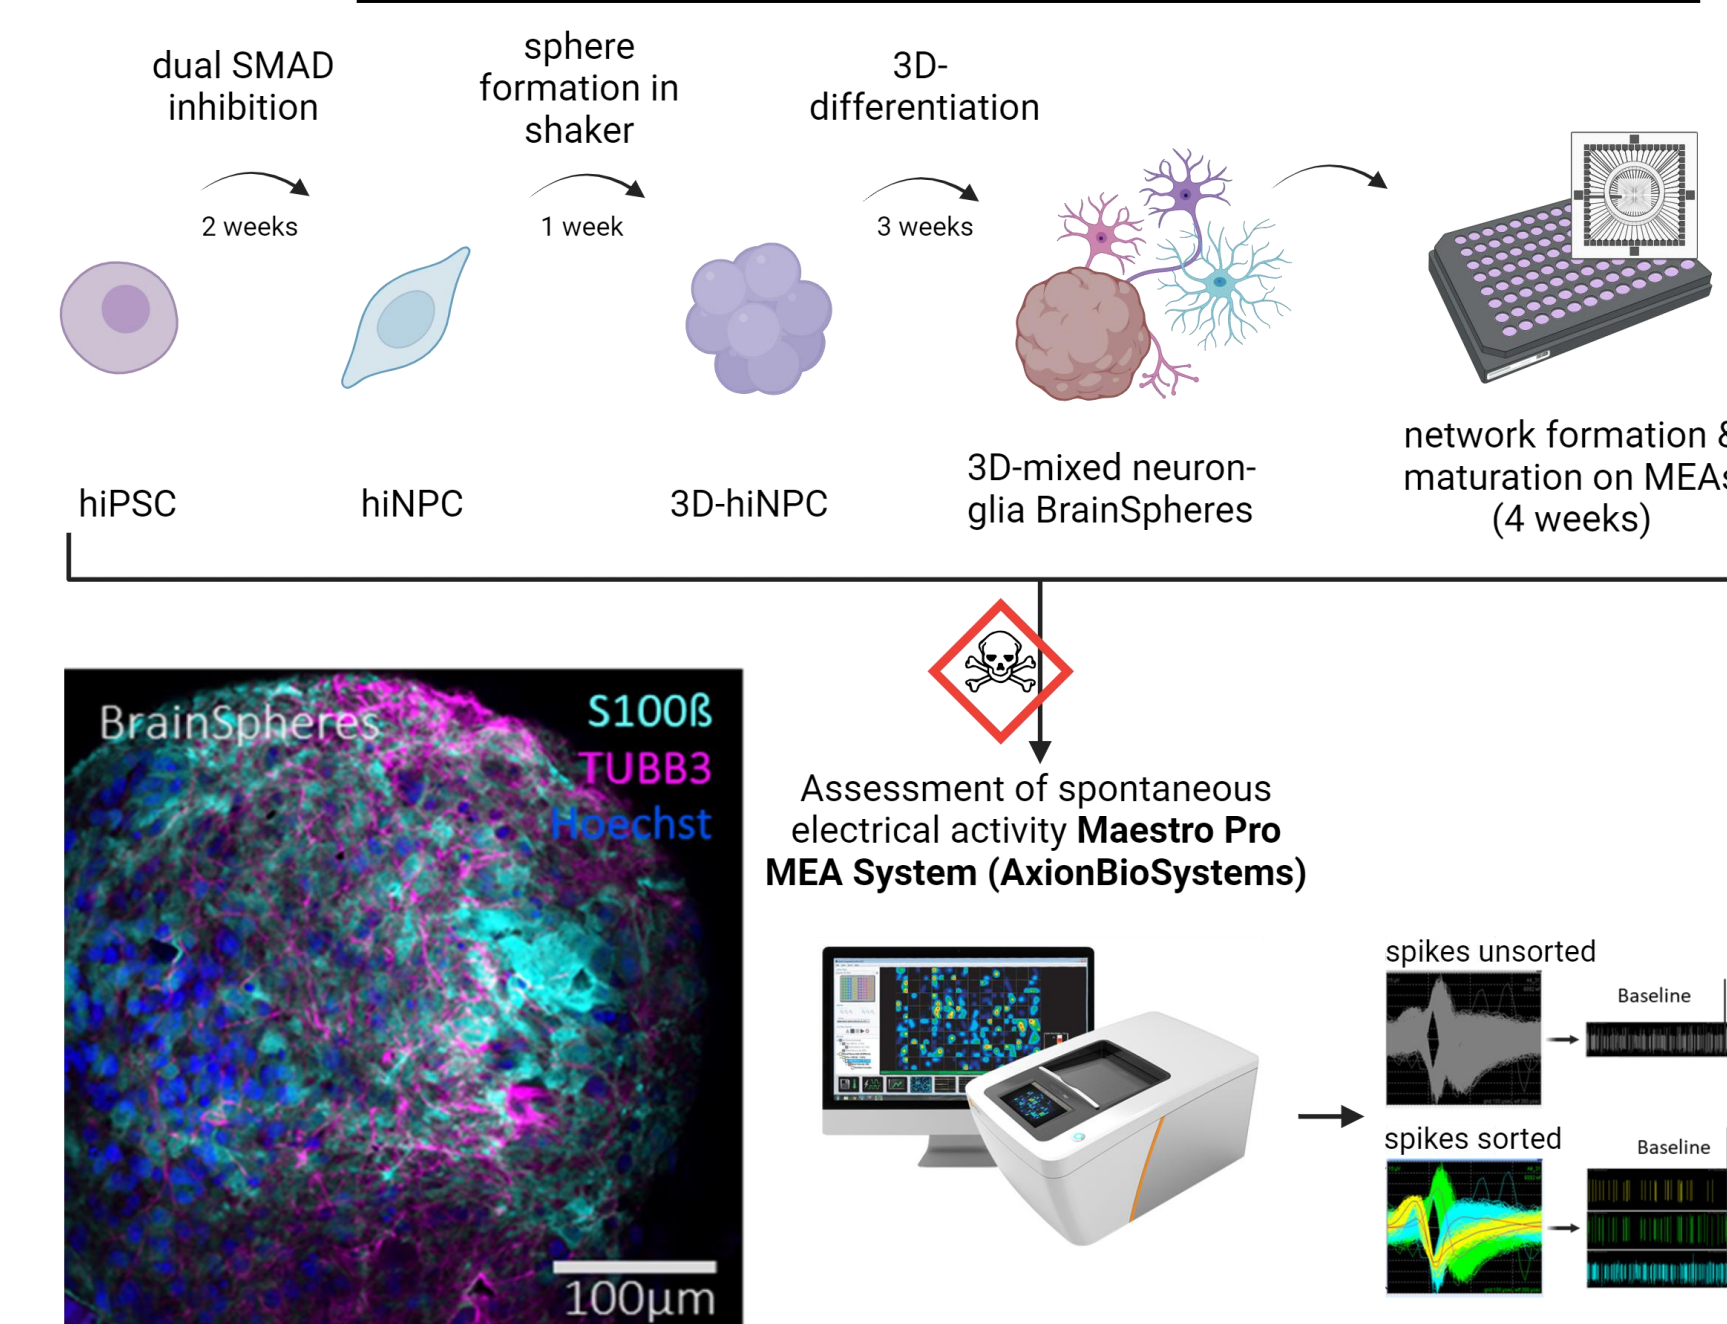 dual SMAD
inhibition
sphere
formation in
shaker
3D-
differentiation
2 weeks
1 week
3 weeks
hiPSC
hiNPC
3D-hiNPC
3D-mixed neuron-
glia BrainSpheres
network formation &
maturation on MEAs
(4 weeks)
BrainSpheres
S100ß
TUBB3
Hoechst
100µm
Assessment of spontaneous
electrical activity Maestro Pro
MEA System (AxionBioSystems)
spikes unsorted
Baseline
spikes sorted
Baseline